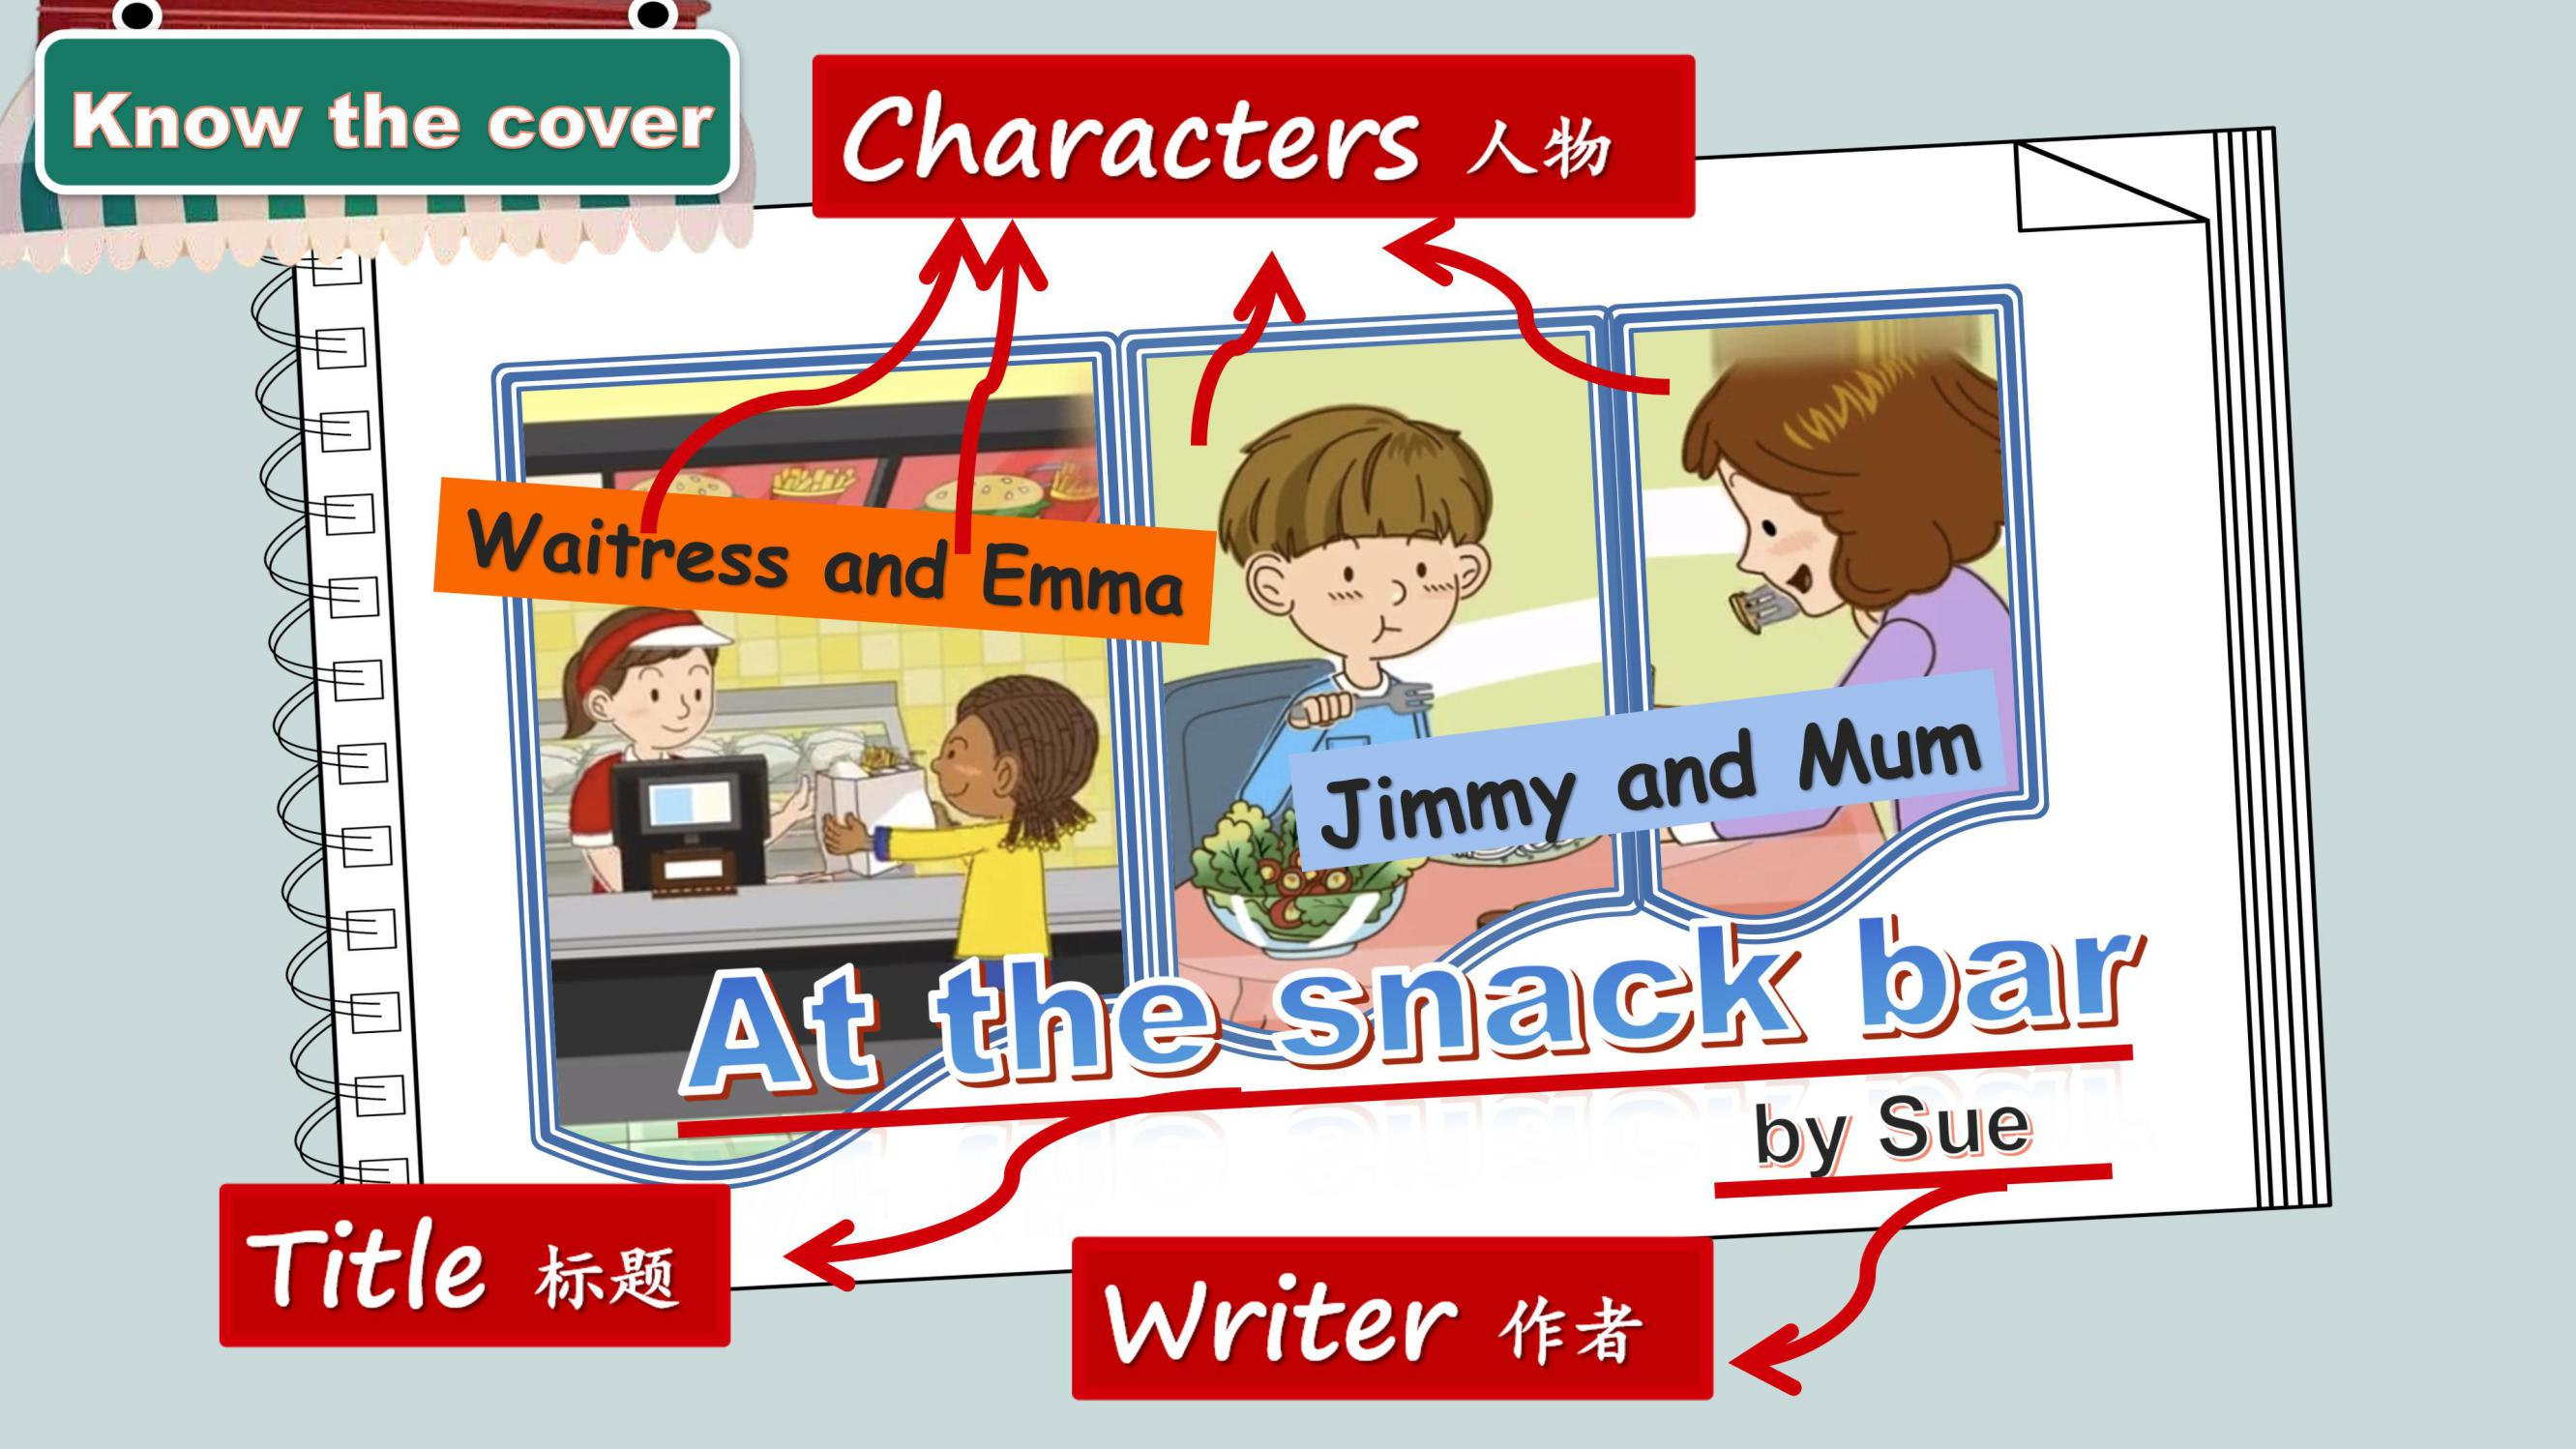 Know the cover
Characters 人物
Waitress and Emma
Jimmy and Mum
At the snack bar
by Sue
Title 标题
Writer 作者